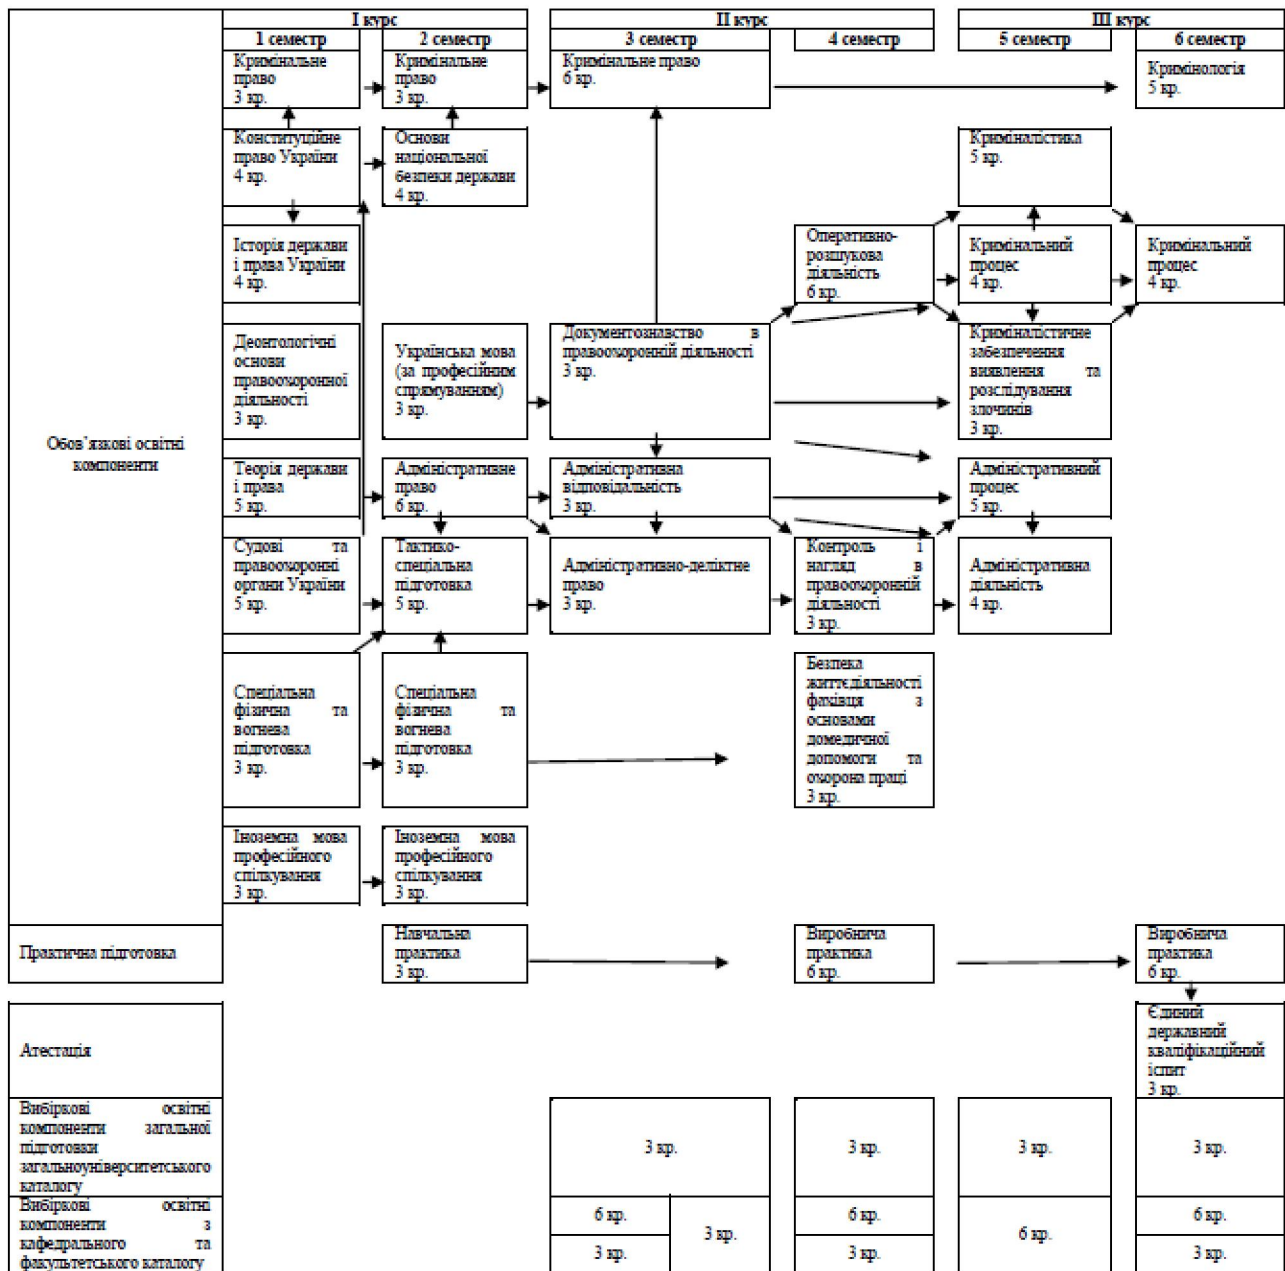 I курс
II курс
III курс
1 семестр
2 семестр
3 семестр
4 семестр
5 семестр
6 семестр
Кримінальне
право
3 кр.
Кримінальне
право
3 кр.
Кримінальне право
6 кр.
Кримінологія
5 кр.
Конституційне
право України
4 кр.
Основи
національної
безпеки держави
4 кр.
Криміналістика
5 кр.
Історія держави
і права України
4 кр.
Оперативно-
розшукова
діяльність
6 кр.
Кримінальний
процес
4 кр.
Кримінальний
процес
4 кр.
Деонтологічні
основи
правоохоронної
діяльності
3 кр.
Українська мова
(за професійним
спрямуванням)
3 кр.
Документознавство в
правоохоронній діяльності
3 кр.
Криміналістичне
забезпечення
виявлення та
розслідування
злочинів
3 кр.
Обов’язкові освітні
компоненти
Теорія держави
і права
5 кр.
Адміністративне
право
6 кр.
Адміністративна
відповідальність
3 кр.
Адміністративний
процес
5 кр.
Судові та
правоохоронні
органи України
5 кр.
Тактико-
спеціальна
підготовка
5 кр.
Адміністративно-деліктне
право
3 кр.
Контроль і
нагляд в
правоохоронній
діяльності
3 кр.
Адміністративна
діяльність
4 кр.
Спеціальна
фізична та
вогнева
підготовка
3 кр.
Спеціальна
фізична та
вогнева
підготовка
3 кр.
Безпека
життєдіяльності
фахівця з
основами
домедичної
допомоги та
охорона праці
3 кр.
Іноземна мова
професійного
спілкування
3 кр.
Іноземна мова
професійного
спілкування
3 кр.
Практична підготовка
Навчальна
практика
3 кр.
Виробнича
практика
6 кр.
Виробнича
практика
6 кр.
Атестація
Єдиний
державний
кваліфікаційний
іспит
3 кр.
Вибіркові освітні
компоненти загальної
підготовки
загальноуніверситетського
каталогу
3 кр.
3 кр.
3 кр.
3 кр.
Вибіркові освітні
компоненти з
кафедрального та
факультетського каталогу
6 кр.
3 кр.
3 кр.
6 кр.
3 кр.
6 кр.
6 кр.
3 кр.